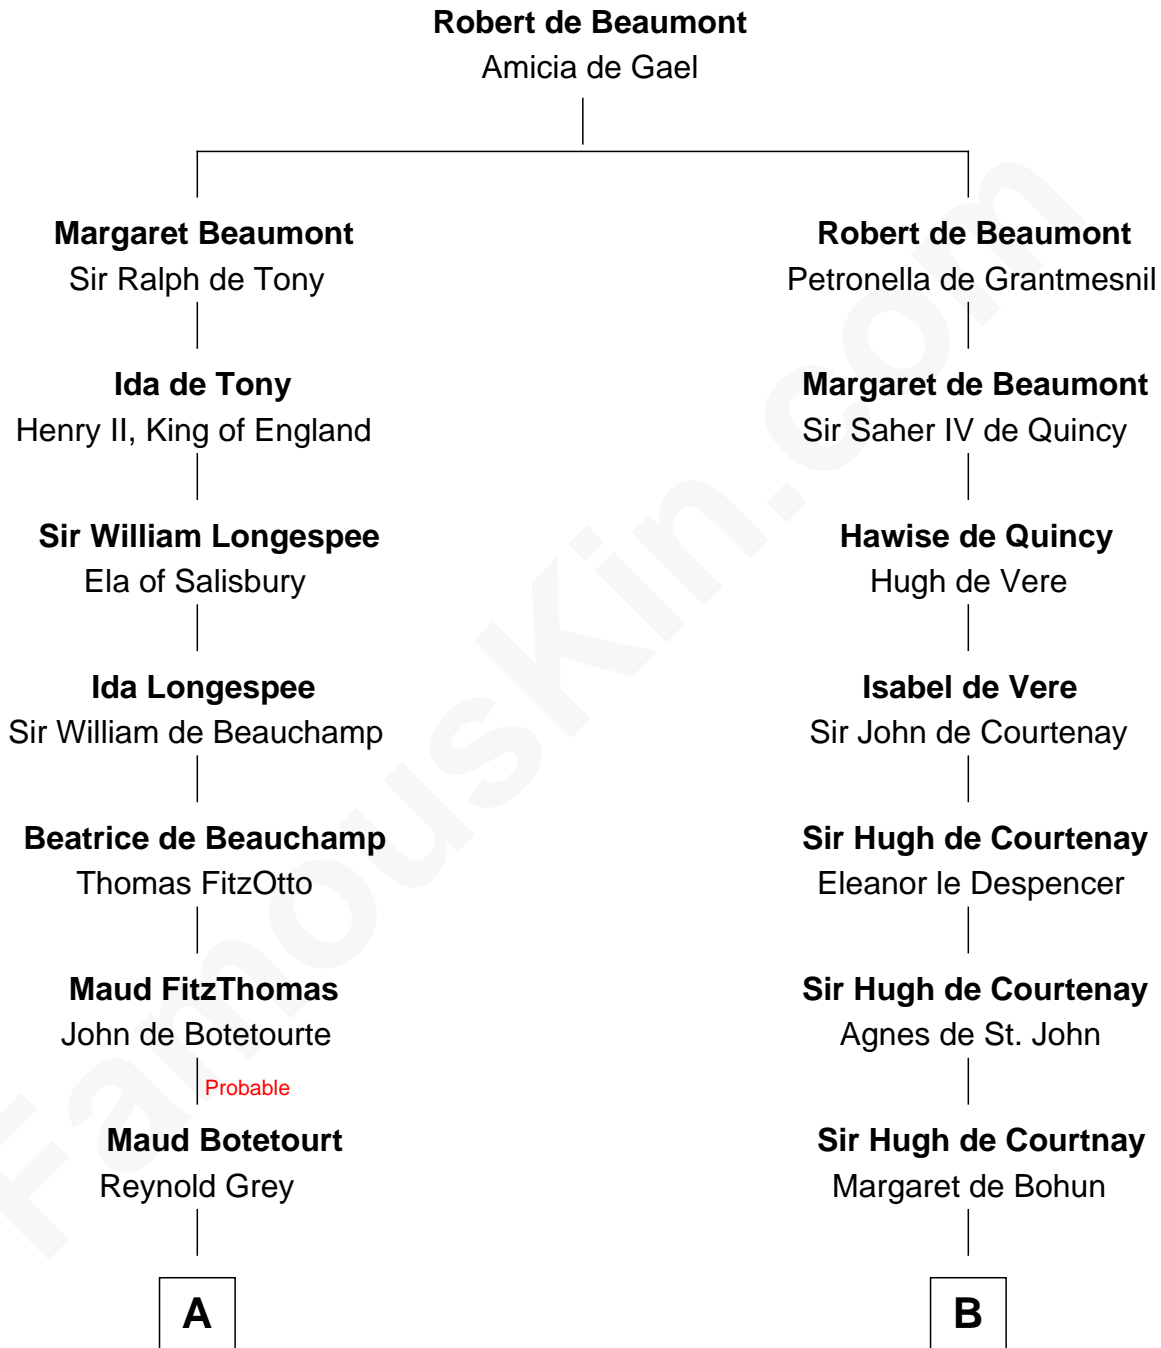 Robert de Beaumont
Amicia de Gael
Margaret Beaumont
Sir Ralph de Tony
Robert de Beaumont
Petronella de Grantmesnil
Ida de Tony
Henry II, King of England
Margaret de Beaumont
Sir Saher IV de Quincy
Sir William Longespee
Ela of Salisbury
Hawise de Quincy
Hugh de Vere
Ida Longespee
Sir William de Beauchamp
Isabel de Vere
Sir John de Courtenay
Beatrice de Beauchamp
Thomas FitzOtto
Sir Hugh de Courtenay
Eleanor le Despencer
Maud FitzThomas
John de Botetourte
Sir Hugh de Courtenay
Agnes de St. John
Probable
Maud Botetourt
Reynold Grey
Sir Hugh de Courtnay
Margaret de Bohun
A
B
FamousKin.com